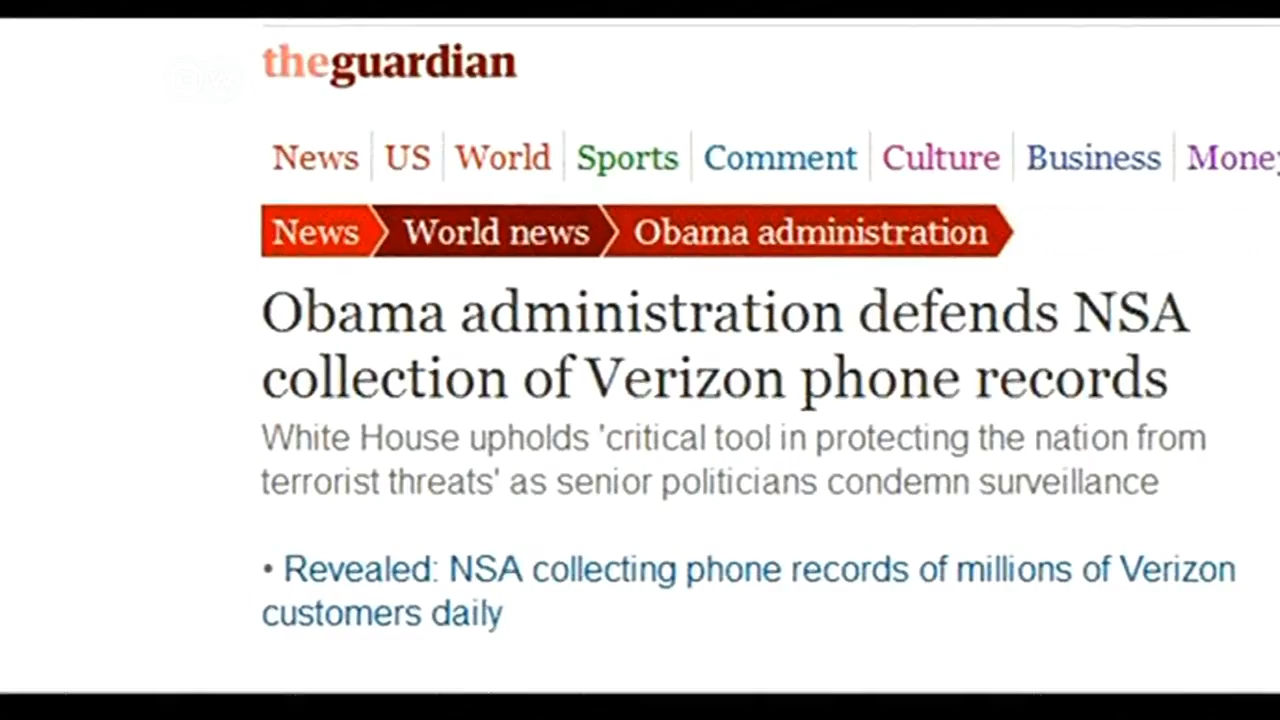 theguardian
News US World Sports Comment Culture Business Money
News World news Obama administration
Obama administration defends NSA
collection of Verizon phone records
White House upholds 'critical tool in protecting the nation from
terrorist threats' as senior politicians condemn surveillance
• Revealed: NSA collecting phone records of millions of Verizon
customers daily